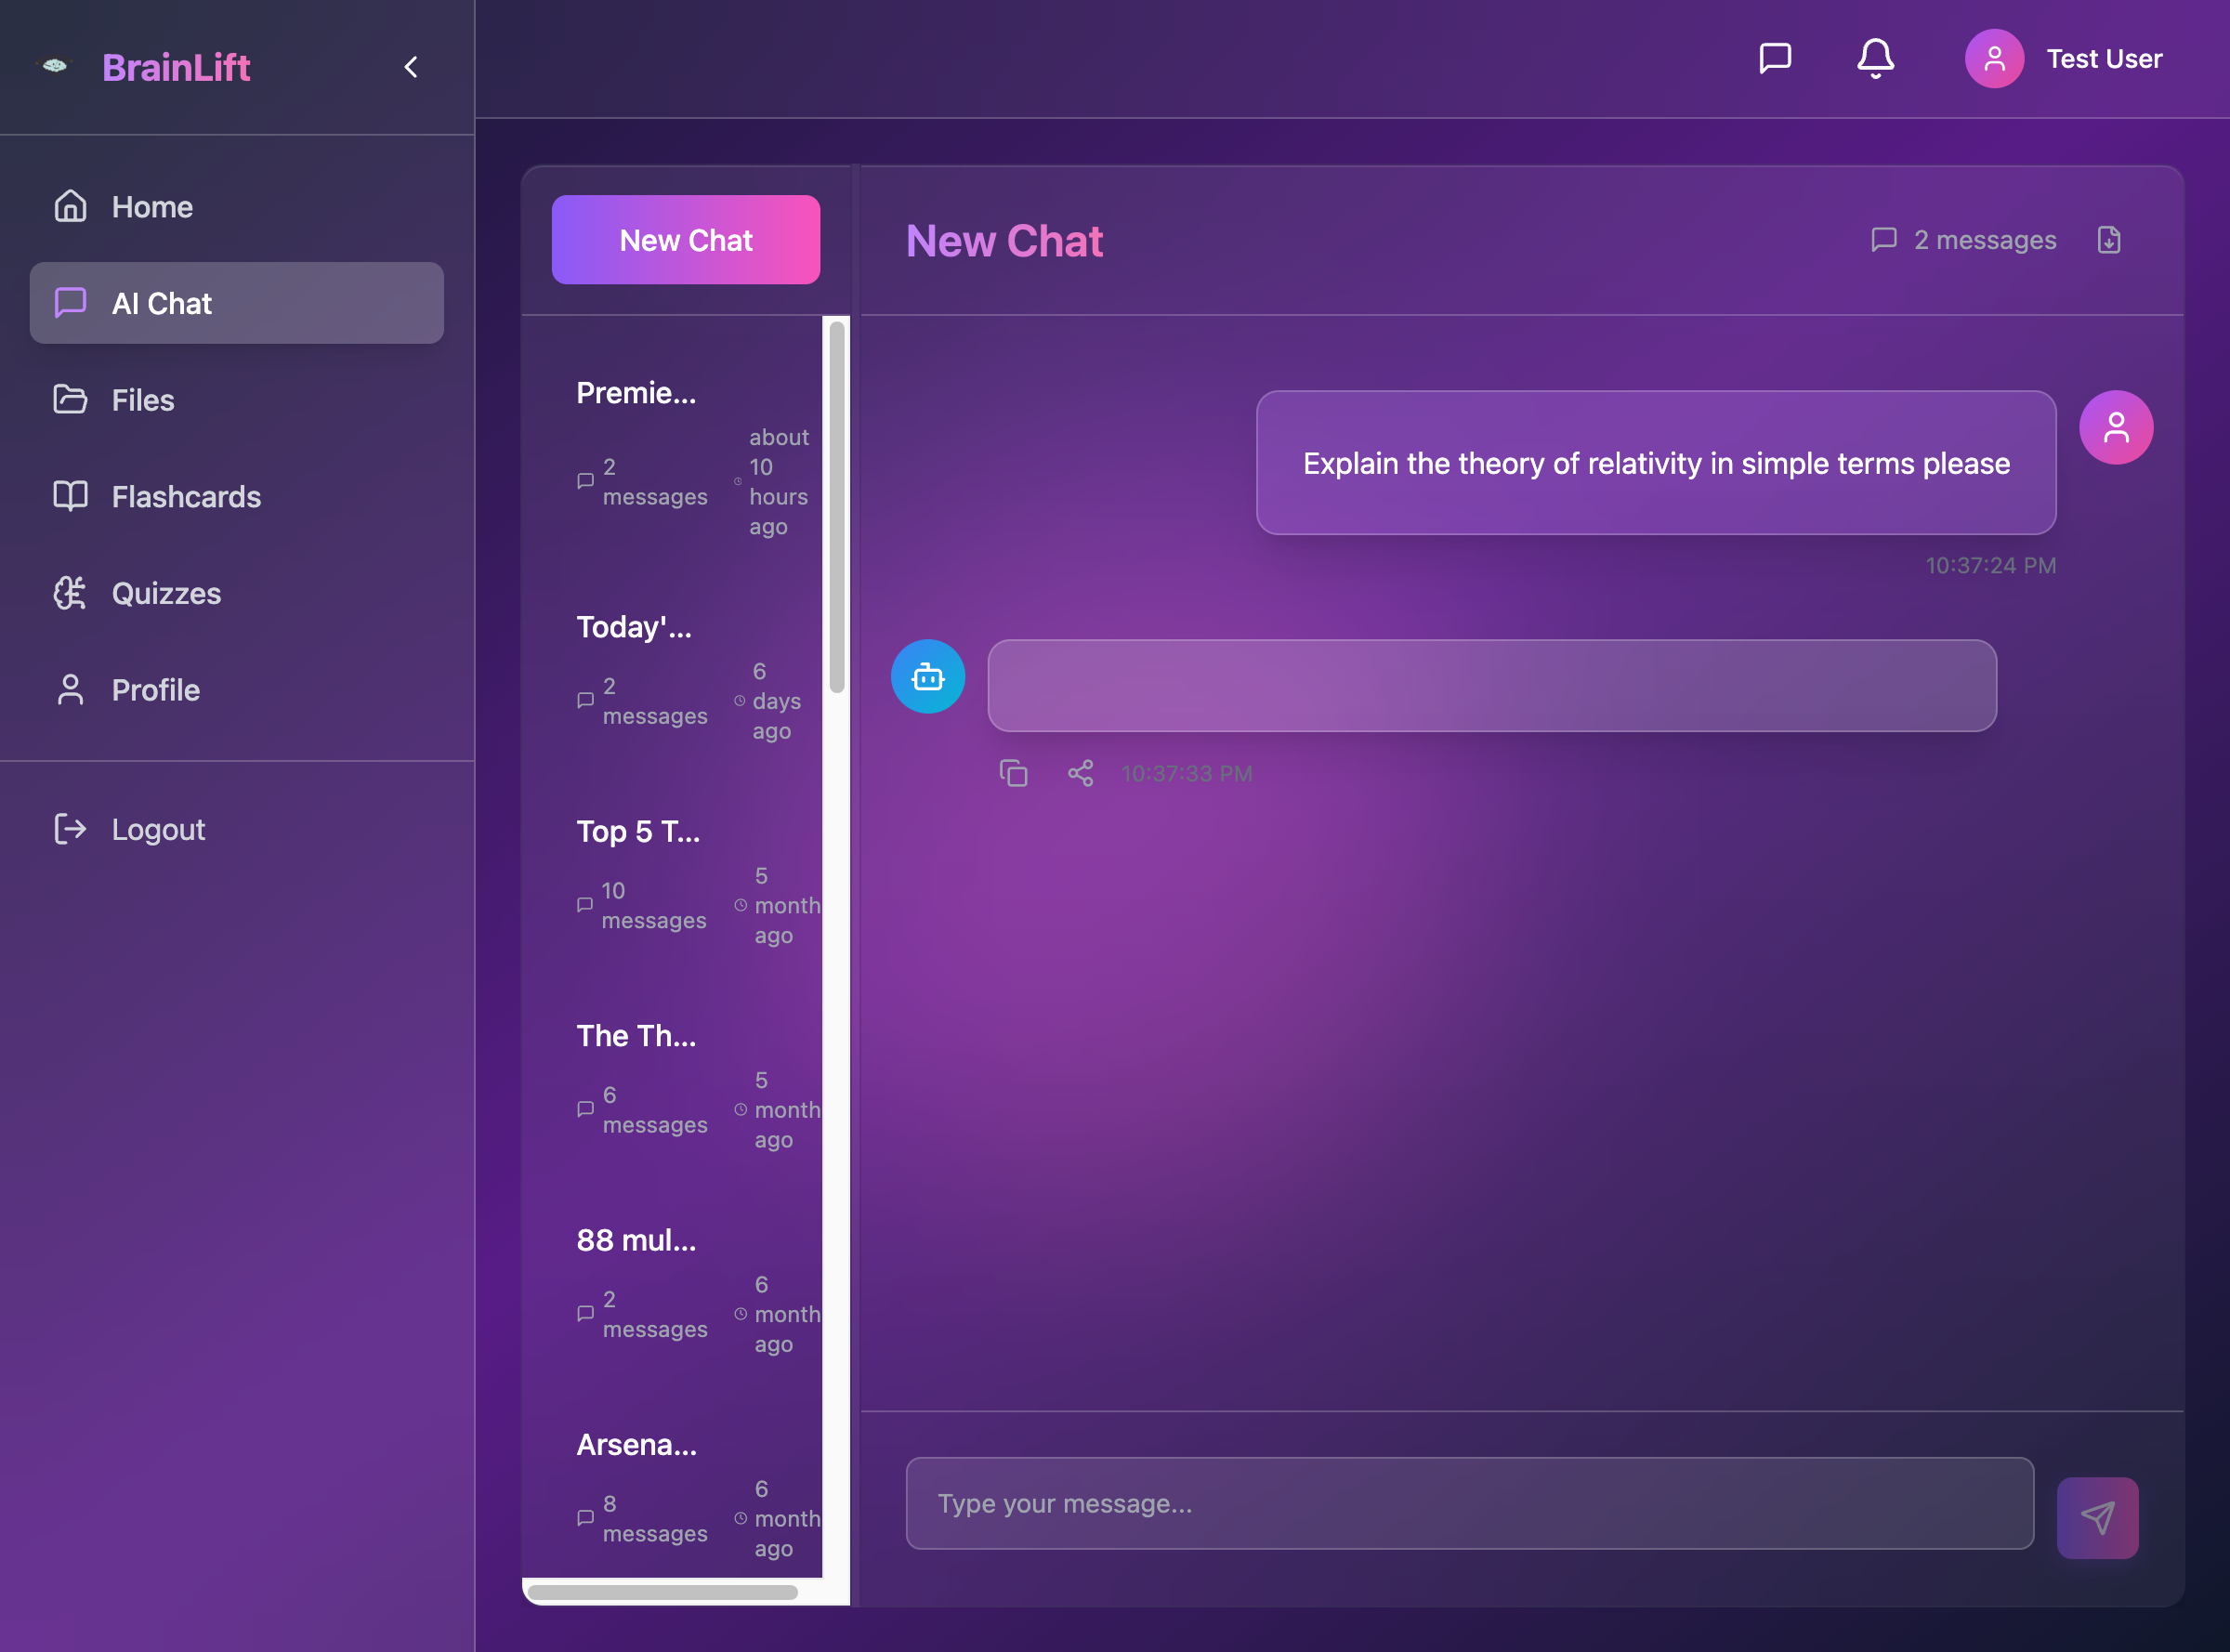 BrainLift
Home
AI Chat
Files
Flashcards
Quizzes
Profile
Logout
Test User
New Chat
Premie...
2
messages
about
10
hours
ago
Today'...
2
messages
6
days
ago
Top 5 T...
10
messages
5
month
ago
The Th...
6
messages
5
month
ago
88 mul...
2
messages
6
month
ago
Arsena...
8
messages
6
month
ago
New Chat
2 messages
Explain the theory of relativity in simple terms please
10:37:24 PM
10:37:33 PM
Type your message...